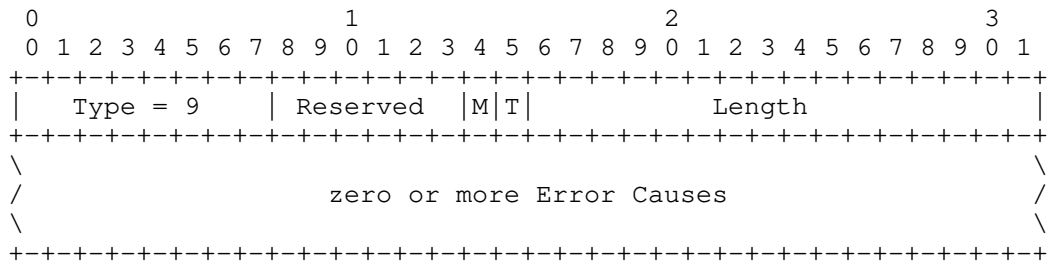 0                   1                   2                   3
 0 1 2 3 4 5 6 7 8 9 0 1 2 3 4 5 6 7 8 9 0 1 2 3 4 5 6 7 8 9 0 1
+-+-+-+-+-+-+-+-+-+-+-+-+-+-+-+-+-+-+-+-+-+-+-+-+-+-+-+-+-+-+-+-+
|   Type = 9    | Reserved  |M|T|           Length              |
+-+-+-+-+-+-+-+-+-+-+-+-+-+-+-+-+-+-+-+-+-+-+-+-+-+-+-+-+-+-+-+-+
\                                                               \
/                   zero or more Error Causes                   /
\                                                               \
+-+-+-+-+-+-+-+-+-+-+-+-+-+-+-+-+-+-+-+-+-+-+-+-+-+-+-+-+-+-+-+-+